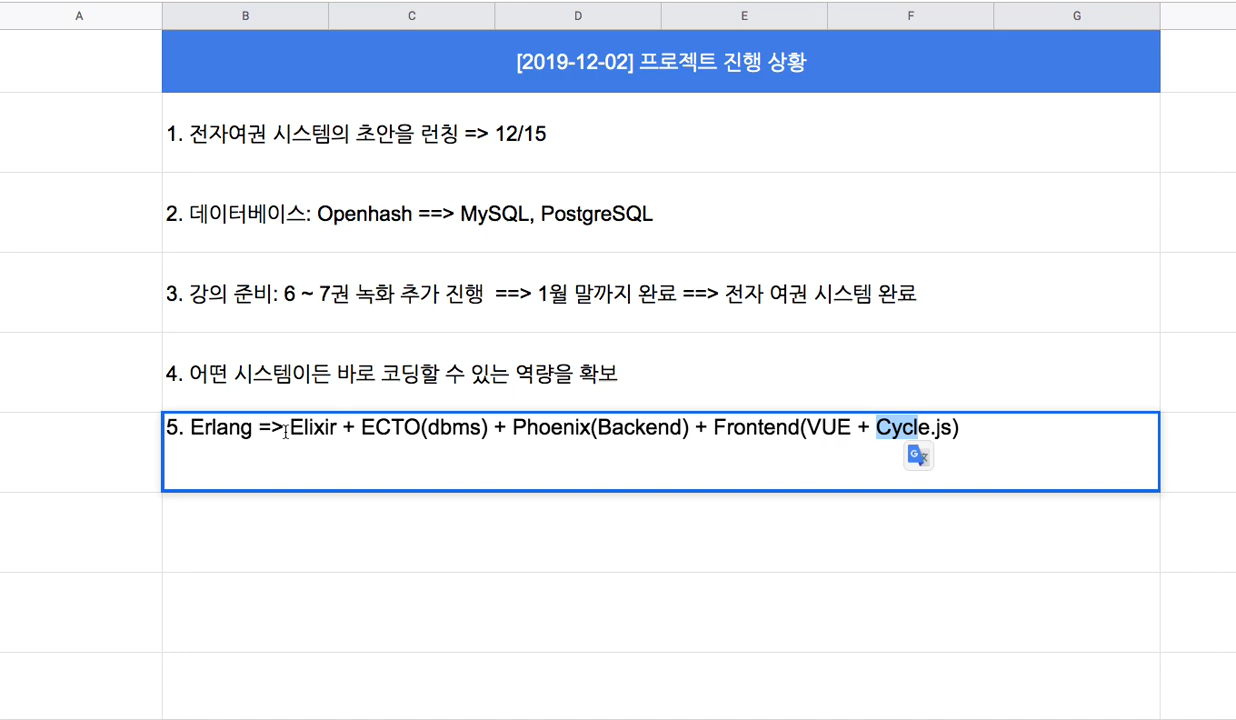 A B C D E F G
[2019-12-02] 프로젝트 진행 상황
1. 전자여권 시스템의 초안을 런칭 => 12/15
2. 데이터베이스: Openhash ==> MySQL, PostgreSQL
3. 강의 준비: 6 ~ 7권 녹화 추가 진행 ==> 1월 말까지 완료 ==> 전자 여권 시스템 완료
4. 어떤 시스템이든 바로 코딩할 수 있는 역량을 확보
5. Erlang => Elixir + ECTO(dbms) + Phoenix(Backend) + Frontend(VUE + Cycle.js)